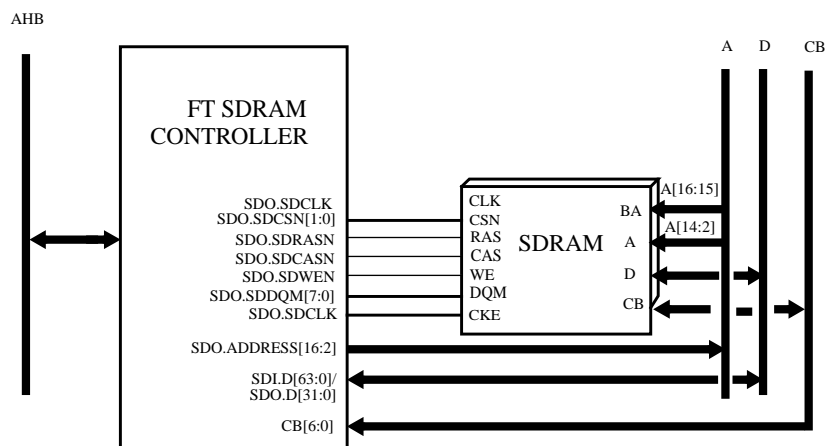 AHB
A D CB
FT SDRAM
CONTROLLER
SDO.SDCLK
SDO.SDCSN[1:0]
SDO.SDRASN
SDO.SDCASN
SDO.SDWEN
SDO.SDDQM[7:0]
SDO.SDCLK
SDO.ADDRESS[16:2]
SDI.D[63:0]/
SDO.D[31:0]
CB[6:0]
CLK
CSN
RAS
CAS
WE
DQM
CKE
SDRAM
BA
A
D
CB
A[16:15]
A[14:2]